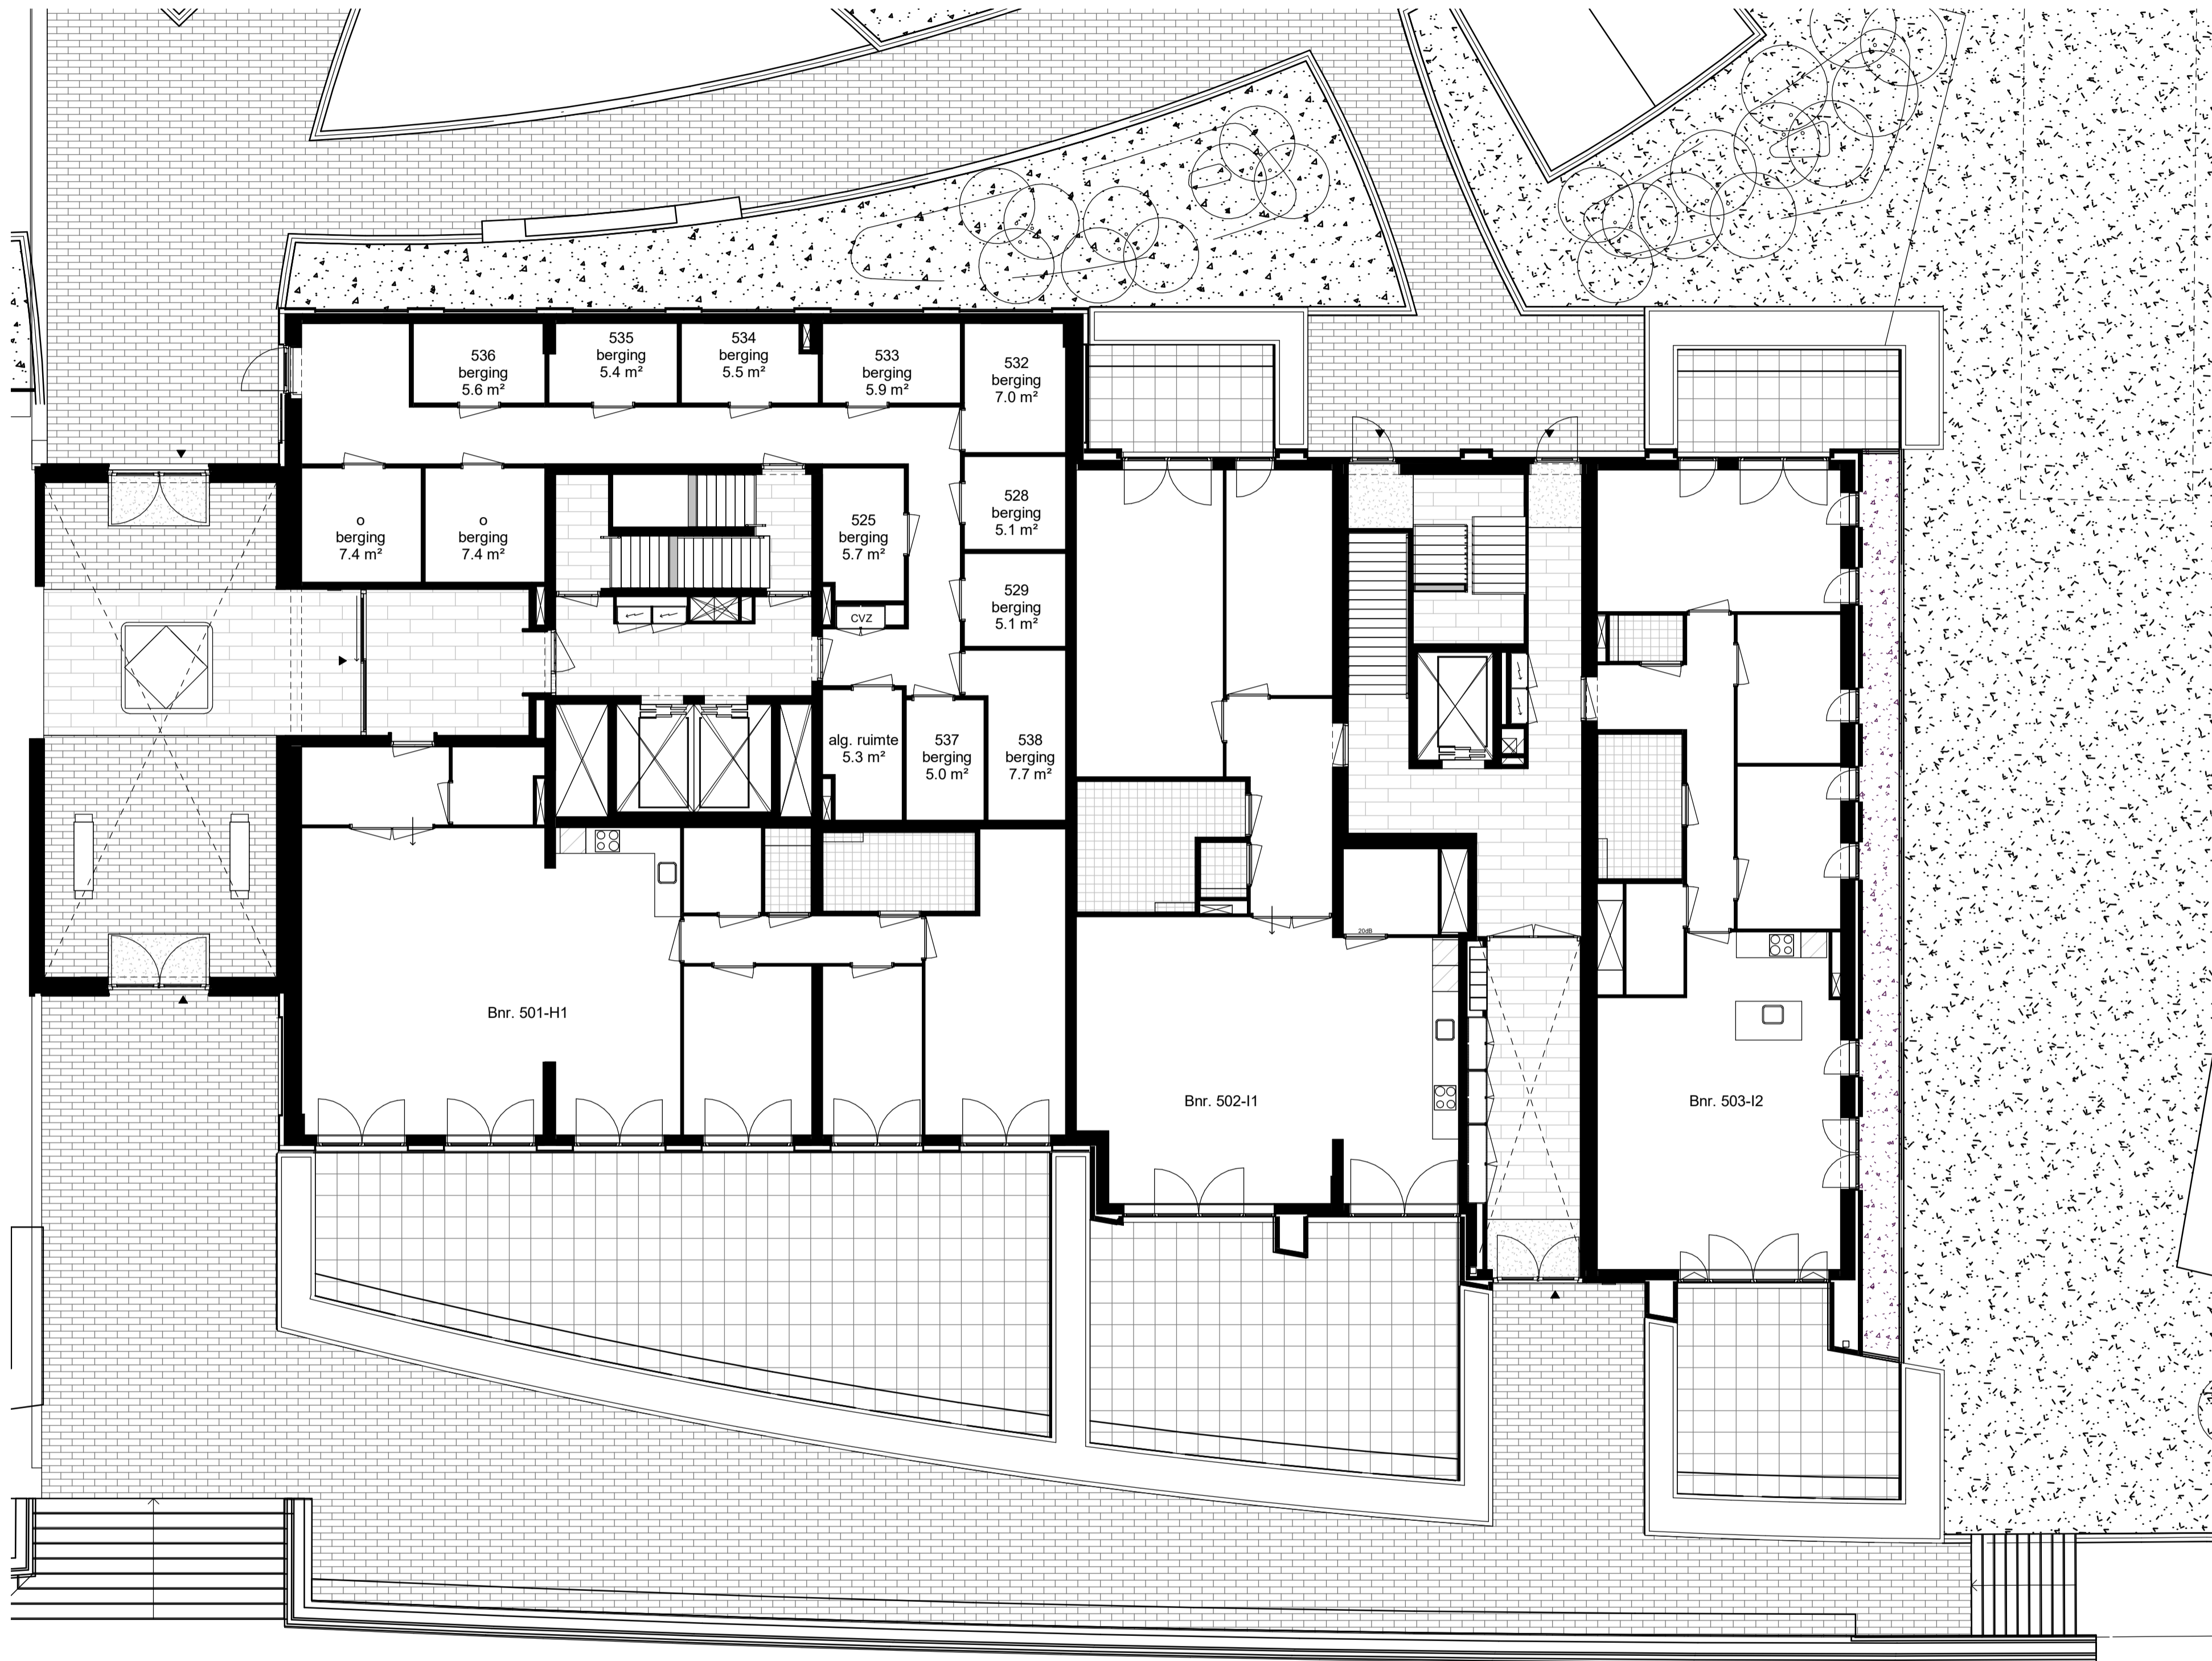 536
berging
5.6 m²
535
berging
5.4 m²
534
berging
5.5 m²
533
berging
5.9 m²
532
berging
7.0 m²
o
berging
7.4 m²
o
berging
7.4 m²
525
berging
5.7 m²
528
berging
5.1 m²
529
berging
5.1 m²
CVZ
alg. ruimte
5.3 m²
537
berging
5.0 m²
538
berging
7.7 m²
20dB
Bnr. 501-H1
Bnr. 502-I1
Bnr. 503-I2